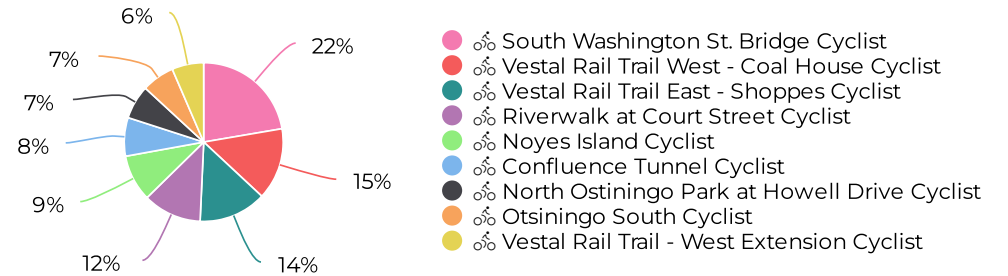 6%
22%
7%
7%
8%
15%
9%
12%
14%
South Washington St. Bridge Cyclist
Vestal Rail Trail West - Coal House Cyclist
Vestal Rail Trail East - Shoppes Cyclist
Riverwalk at Court Street Cyclist
Noyes Island Cyclist
Confluence Tunnel Cyclist
North Ostiningo Park at Howell Drive Cyclist
Otsiningo South Cyclist
Vestal Rail Trail - West Extension Cyclist